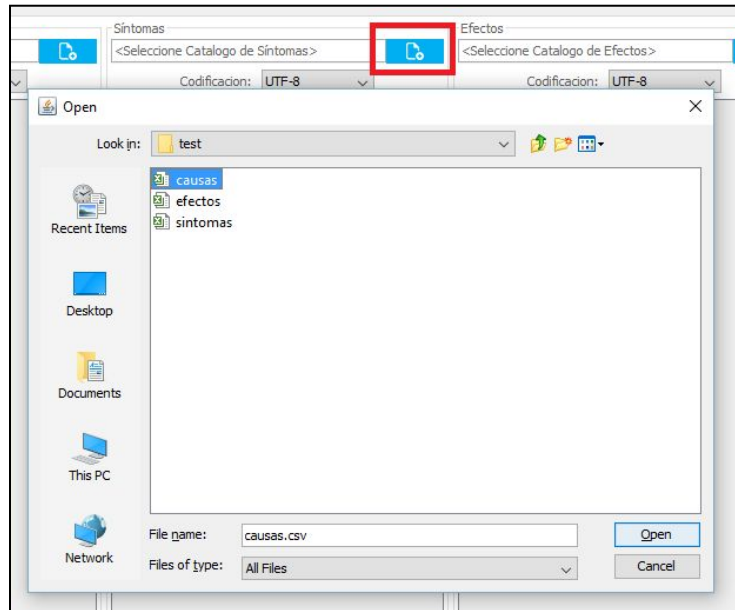 Síntomas
Efectos
<Seleccione Catalogo de Síntomas>
<Seleccione Catalogo de Efectos>
Codificacion: UTF-8
Codificacion: UTF-8
Open
Look in: test
causas
efectos
sintomas
Recent Items
Desktop
Documents
This PC
Network
File name: causas.csv
Open
Files of type: All Files
Cancel